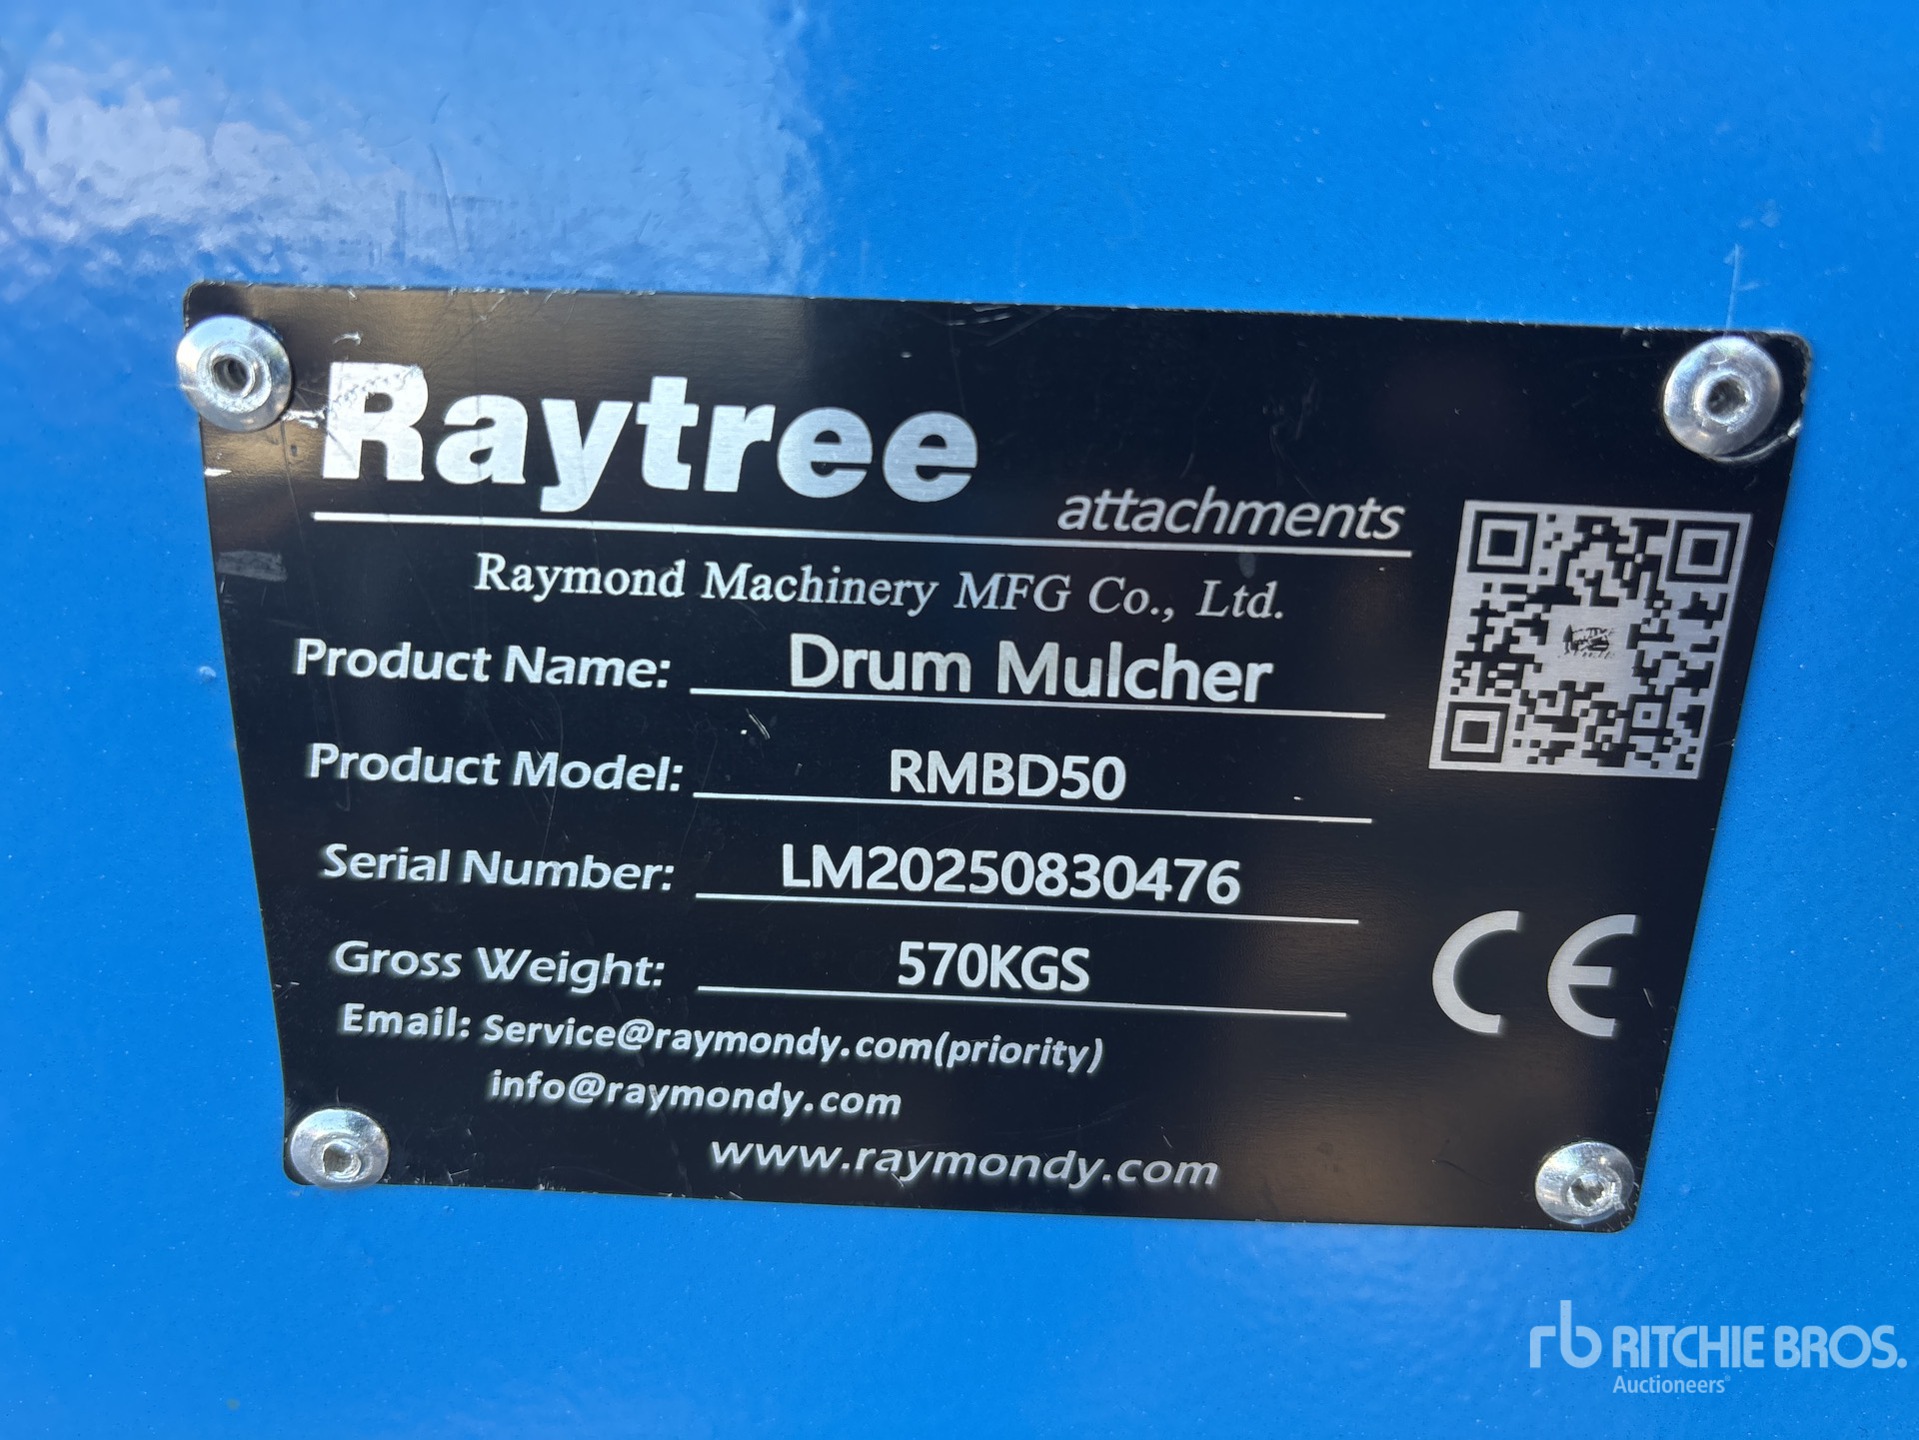 Raytree
attachments
Raymond Machinery MFG Co., Ltd.
Product Name: Drum Mulcher
Product Model: RMBD50
Serial Number: LM20250830476
Gross Weight: 570KGS
Email: Service@raymondy.com(priority)
info@raymondy.com
www.raymondy.com
CE
rb RITCHIE BROS.
Auctioneers